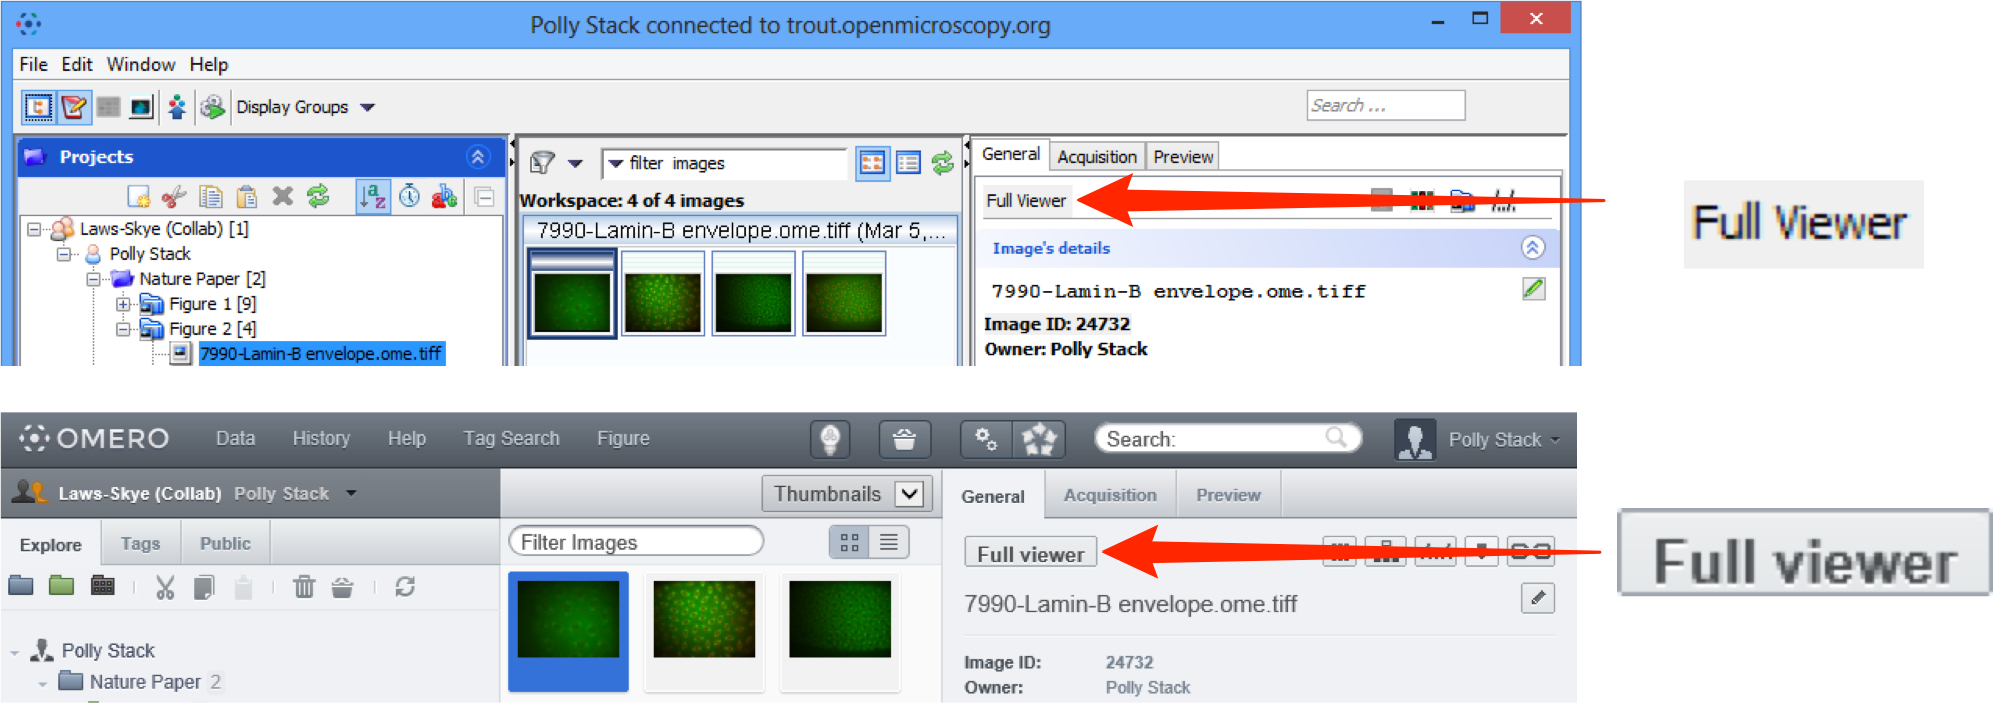 Polly Stack connected to trout.openmicroscopy.org
File Edit Window Help
Display Groups
Search ...
Projects
filter images
General Acquisition Preview
Full Viewer
Full Viewer
Workspace: 4 of 4 images
Laws-Skye (Collab) [1]
7990-Lamin-B envelope.ome.tiff (Mar 5,...
Image's details
Polly Stack
Nature Paper [2]
7990-Lamin-B envelope.ome.tiff
Figure 1 [9]
Image ID: 24732
Figure 2 [4]
Owner: Polly Stack
7990-Lamin-B envelope.ome.tiff
OMERO Data History Help Tag Search Figure
Search:
Polly Stack
Laws-Skye (Collab) Polly Stack
Thumbnails
General Acquisition Preview
Explore Tags Public
Filter Images
Full viewer
Full viewer
7990-Lamin-B envelope.ome.tiff
Polly Stack
Image ID: 24732
Nature Paper 2
Owner: Polly Stack